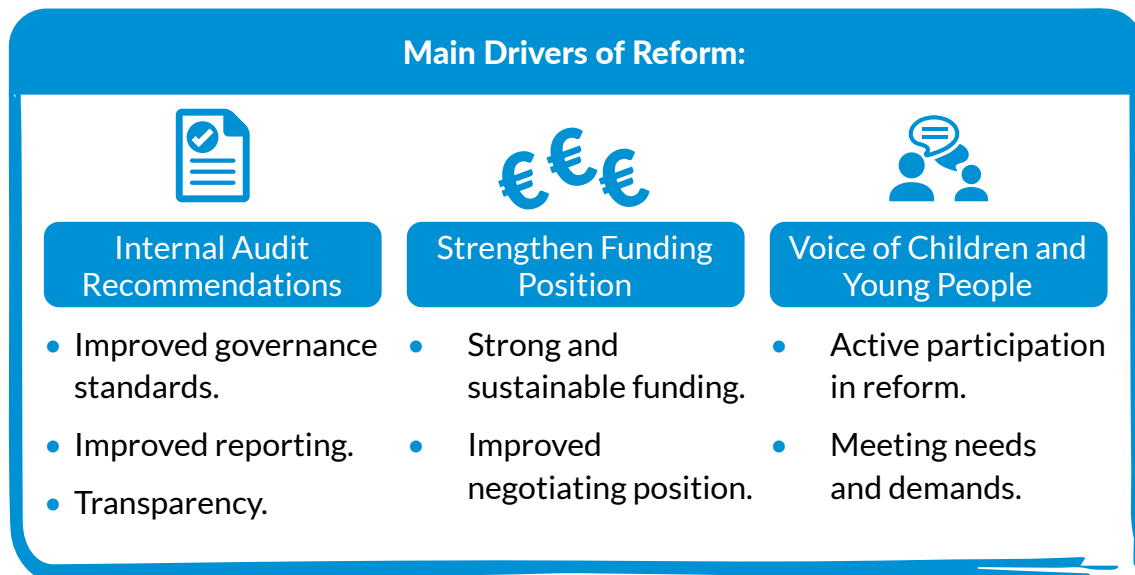 Main Drivers of Reform:
€ € €
Internal Audit
Recommendations
• Improved governance
standards.
• Improved reporting.
• Transparency.
Strengthen Funding
Position
• Strong and
sustainable funding.
• Improved
negotiating position.
Voice of Children and
Young People
• Active participation
in reform.
• Meeting needs
and demands.